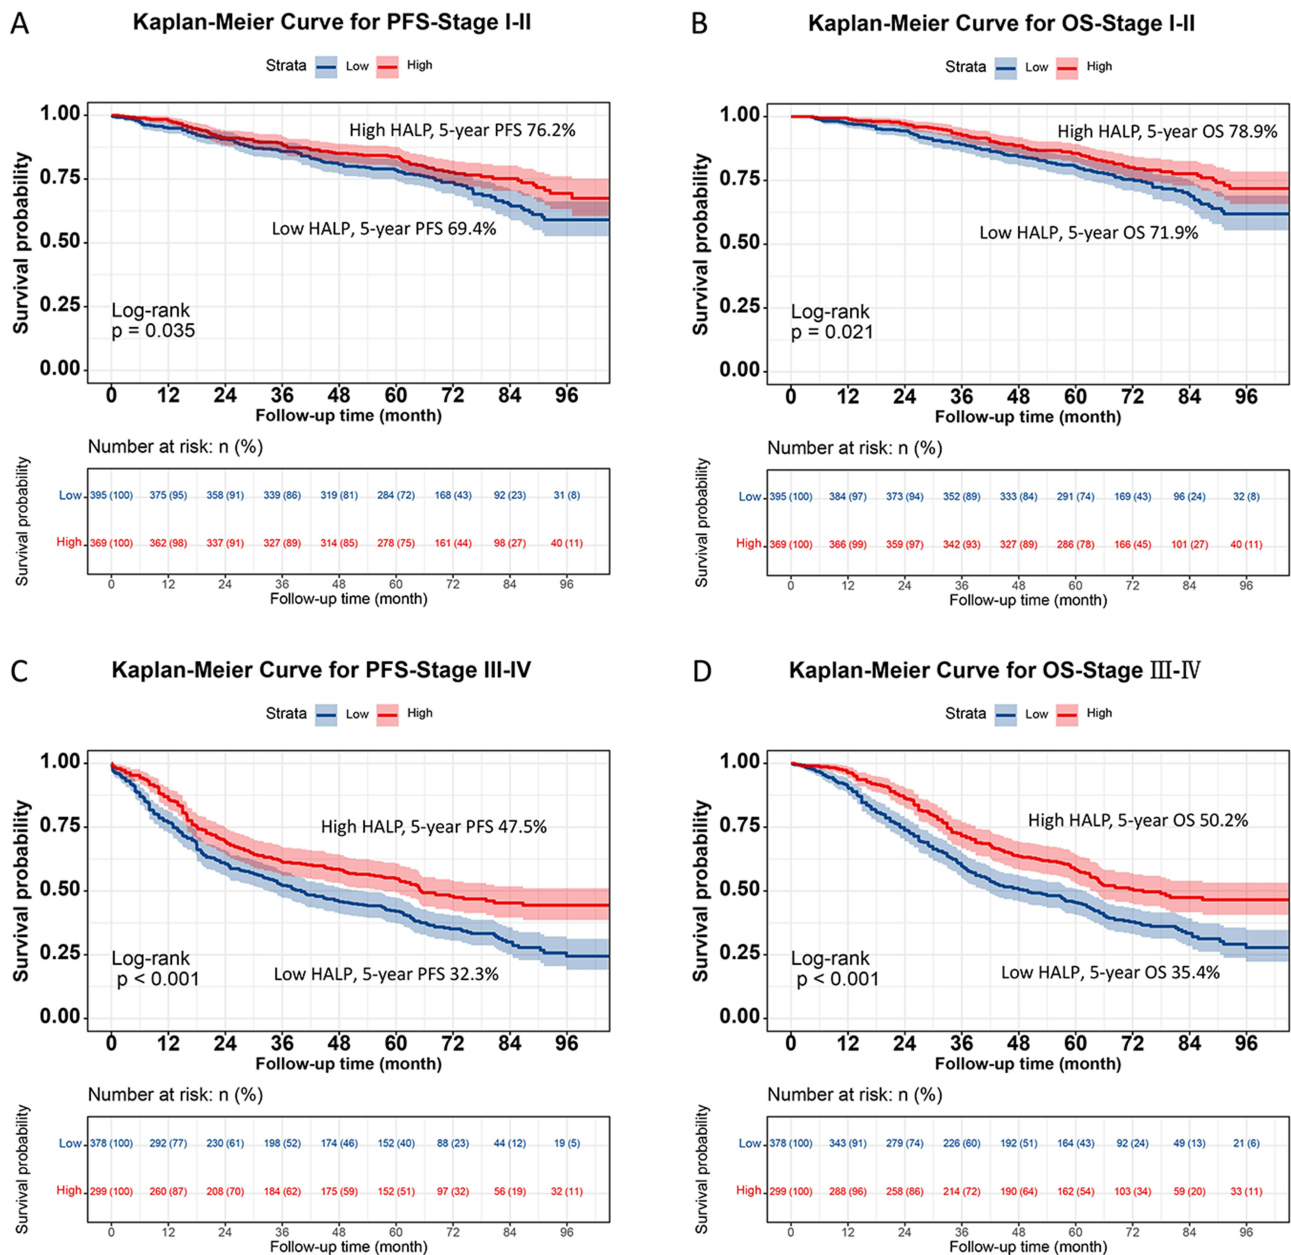 A
Kaplan-Meier Curve for PFS-Stage I-II
Strata Low High
Survival probability
1.00
0.75
0.50
0.25
0.00
High HALP, 5-year PFS 76.2%
Low HALP, 5-year PFS 69.4%
Log-rank
p = 0.035
0 12 24 36 48 60 72 84 96
Follow-up time (month)
Number at risk: n (%)
Survival probability
Low 395 (100) 375 (95) 358 (91) 339 (86) 319 (81) 284 (72) 168 (43) 92 (23) 31 (8)
High 369 (100) 362 (98) 337 (91) 327 (89) 314 (85) 278 (75) 161 (44) 98 (27) 40 (11)
0 12 24 36 48 60 72 84 96
Follow-up time (month)
B
Kaplan-Meier Curve for OS-Stage I-II
Strata Low High
Survival probability
1.00
0.75
0.50
0.25
0.00
High HALP, 5-year OS 78.9%
Low HALP, 5-year OS 71.9%
Log-rank
p = 0.021
0 12 24 36 48 60 72 84 96
Follow-up time (month)
Number at risk: n (%)
Survival probability
Low 395 (100) 384 (97) 373 (94) 352 (89) 333 (84) 291 (74) 169 (43) 96 (24) 32 (8)
High 369 (100) 366 (99) 359 (97) 342 (93) 327 (89) 286 (78) 166 (45) 101 (27) 40 (11)
0 12 24 36 48 60 72 84 96
Follow-up time (month)
C
Kaplan-Meier Curve for PFS-Stage III-IV
Strata Low High
Survival probability
1.00
0.75
0.50
0.25
0.00
High HALP, 5-year PFS 47.5%
Low HALP, 5-year PFS 32.3%
Log-rank
p < 0.001
0 12 24 36 48 60 72 84 96
Follow-up time (month)
Number at risk: n (%)
Survival probability
Low 378 (100) 292 (77) 230 (61) 198 (52) 174 (46) 152 (40) 88 (23) 44 (12) 19 (5)
High 299 (100) 260 (87) 208 (70) 184 (62) 175 (59) 152 (51) 97 (32) 56 (19) 32 (11)
0 12 24 36 48 60 72 84 96
Follow-up time (month)
D
Kaplan-Meier Curve for OS-Stage Ⅲ-Ⅳ
Strata Low High
Survival probability
1.00
0.75
0.50
0.25
0.00
High HALP, 5-year OS 50.2%
Low HALP, 5-year OS 35.4%
Log-rank
p < 0.001
0 12 24 36 48 60 72 84 96
Follow-up time (month)
Number at risk: n (%)
Survival probability
Low 378 (100) 343 (91) 279 (74) 226 (60) 192 (51) 164 (43) 92 (24) 49 (13) 21 (6)
High 299 (100) 288 (96) 258 (86) 214 (72) 190 (64) 162 (54) 103 (34) 59 (20) 33 (11)
0 12 24 36 48 60 72 84 96
Follow-up time (month)